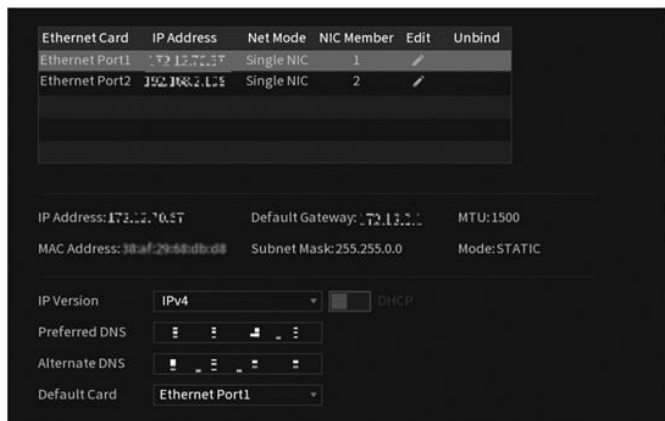 Ethernet Card IP Address Net Mode NIC Member Edit Unbind
Ethernet Port1 Single NIC 1
Ethernet Port2 Single NIC 2
IP Address: Default Gateway: MTU:1500
MAC Address: Subnet Mask:255.255.0.0 Mode:STATIC
IP Version IPv4 DHCP
Preferred DNS
Alternate DNS
Default Card Ethernet Port1